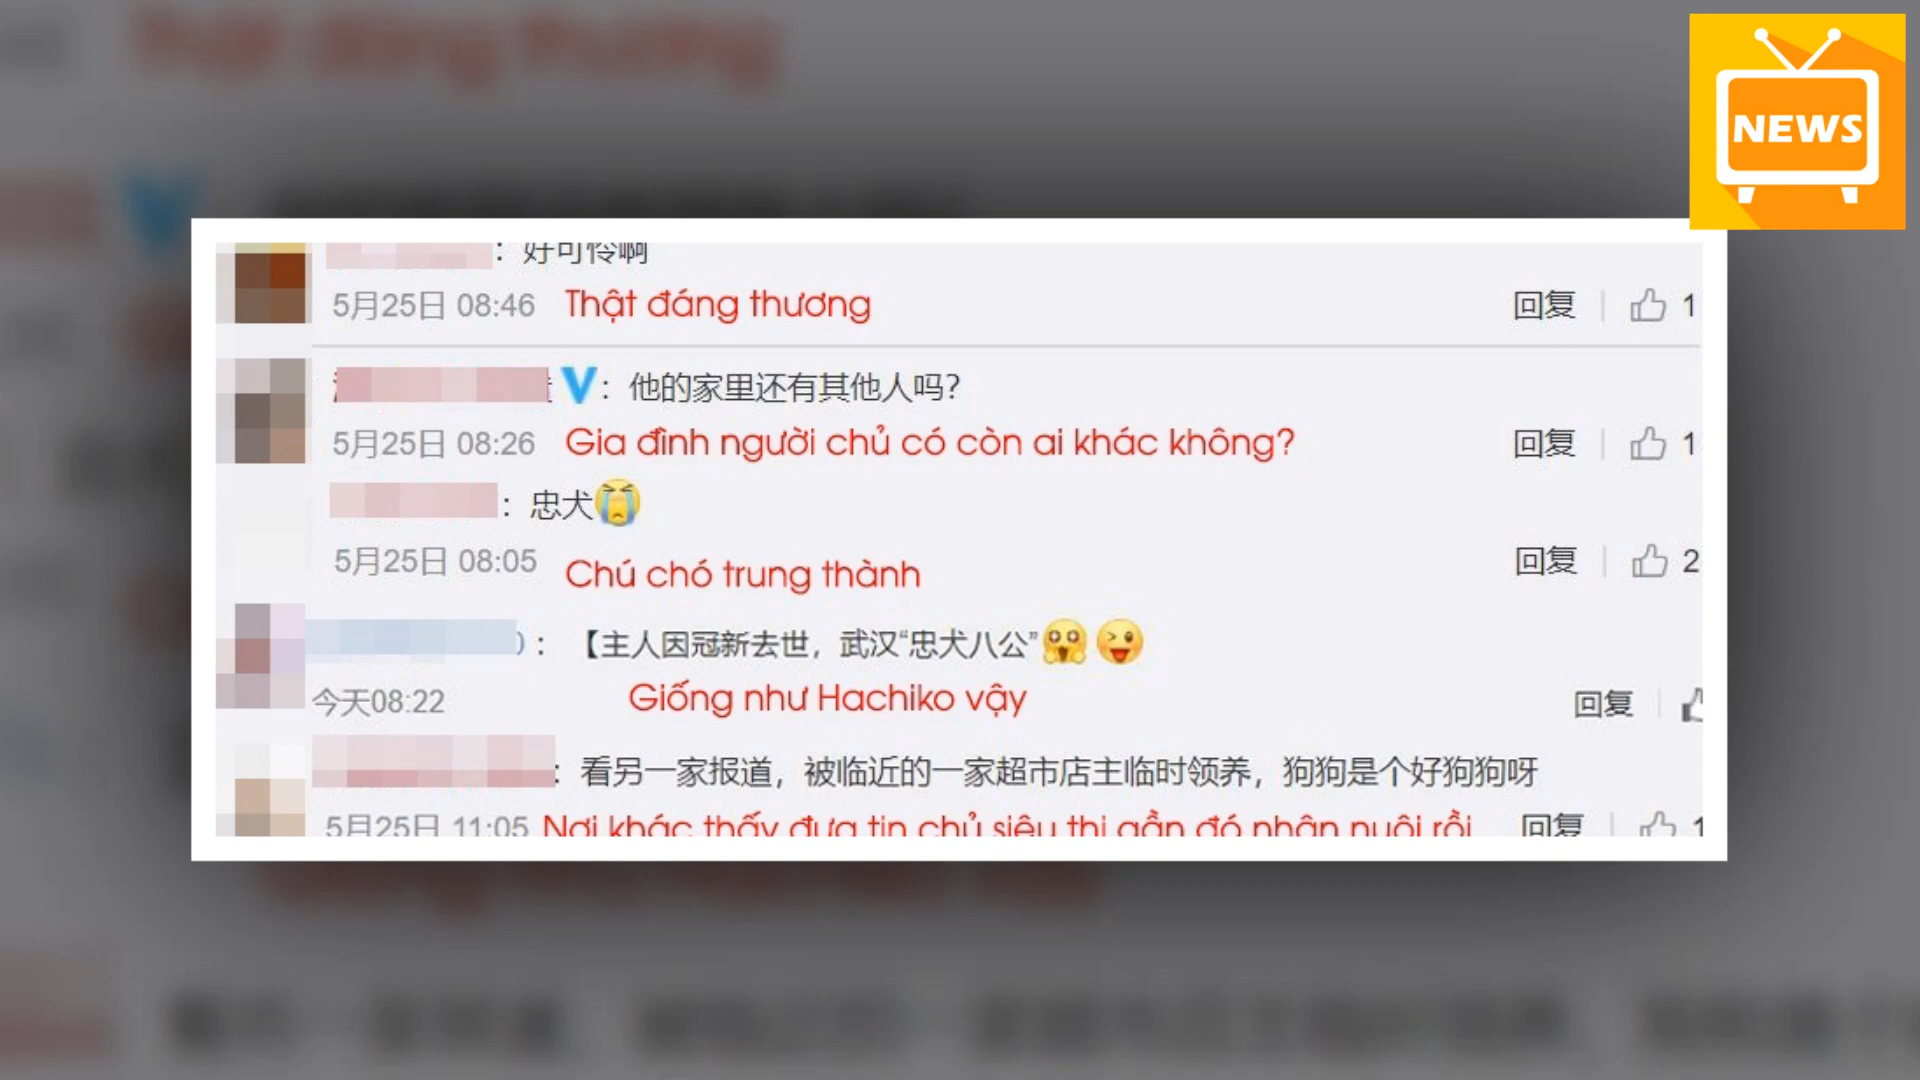 NEWS
: 好可怜啊
5月25日 08:46 Thật đáng thương 回复 1
: 他的家里还有其他人吗?
5月25日 08:26 Gia đình người chủ có còn ai khác không? 回复 1
: 忠犬
5月25日 08:05 Chú chó trung thành 回复 2
: 【主人因冠新去世，武汉“忠犬八公”
今天08:22 Giống như Hachiko vậy 回复
: 看另一家报道，被临近的一家超市店主临时领养，狗狗是个好狗狗呀
5月25日 11:05 Nơi khác thấy đưa tin chủ siêu thị gần đó nhận nuôi rồi 回复 1